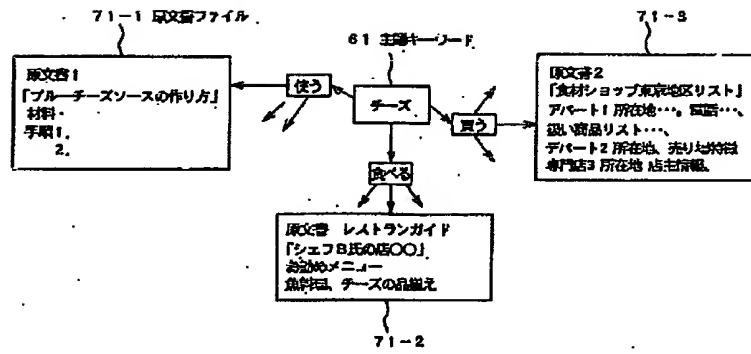 71-1 原文書ファイル
61 主題キーワード
71-3
原文書1
「ブルーチーズソースの作り方」
材料・
手順1.
2.
使う
チーズ
買う
食べる
原文書2
「食材ショップ東京地区リスト」
アパート1 所在地・・・。電話・・・、
扱い商品リスト・・・、
デパート2 所在地、売り場
専門店3 所在地 店主情報、
原文書 レストランガイド
「シェフB氏の店〇〇」
お勧めメニュー
魚料理、チーズの品揃え
71-2